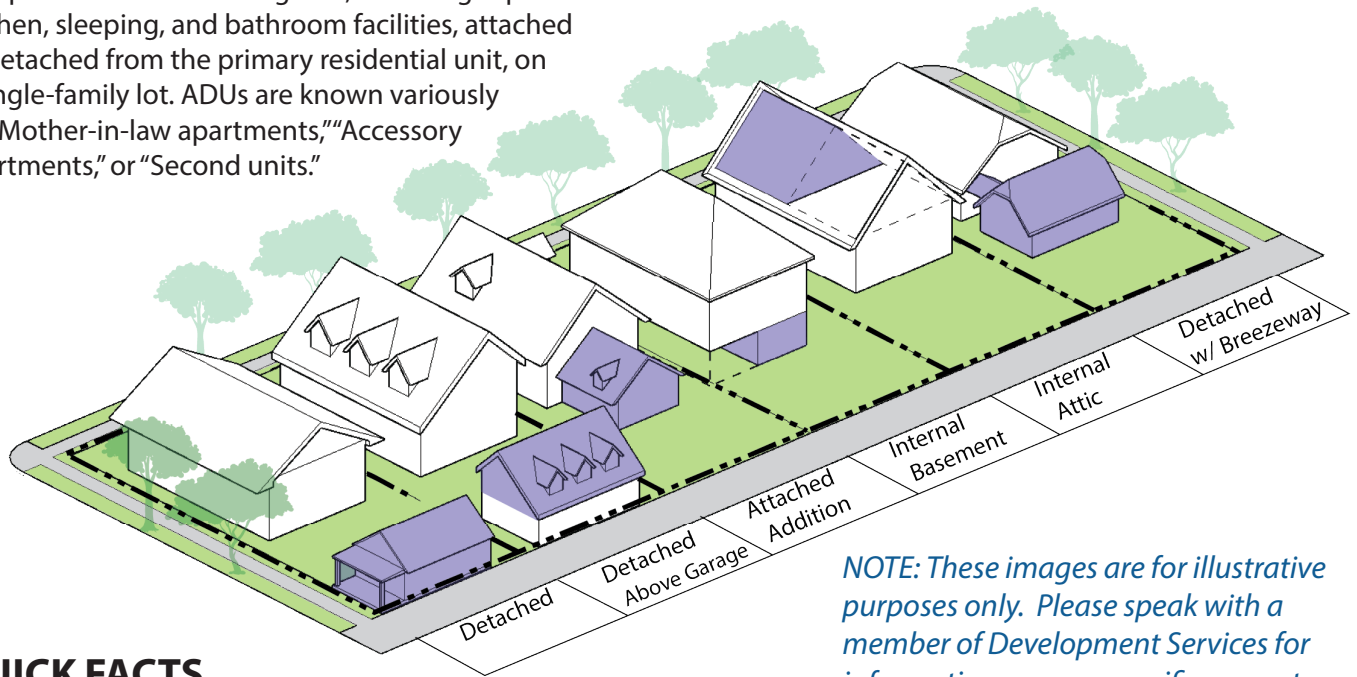 hen, sleeping, and bathroom facilities, attached
etached from the primary residential unit, on
ngle-family lot. ADUs are known variously
Mother-in-law apartments,” “Accessory
rtments,” or “Second units.”
Detached
w/ Breezeway
Internal
Attic
Internal
Basement
Attached
Addition
Detached
Above Garage
Detached
NOTE: These images are for illustrative
purposes only. Please speak with a
member of Development Services for
UICK FACTS